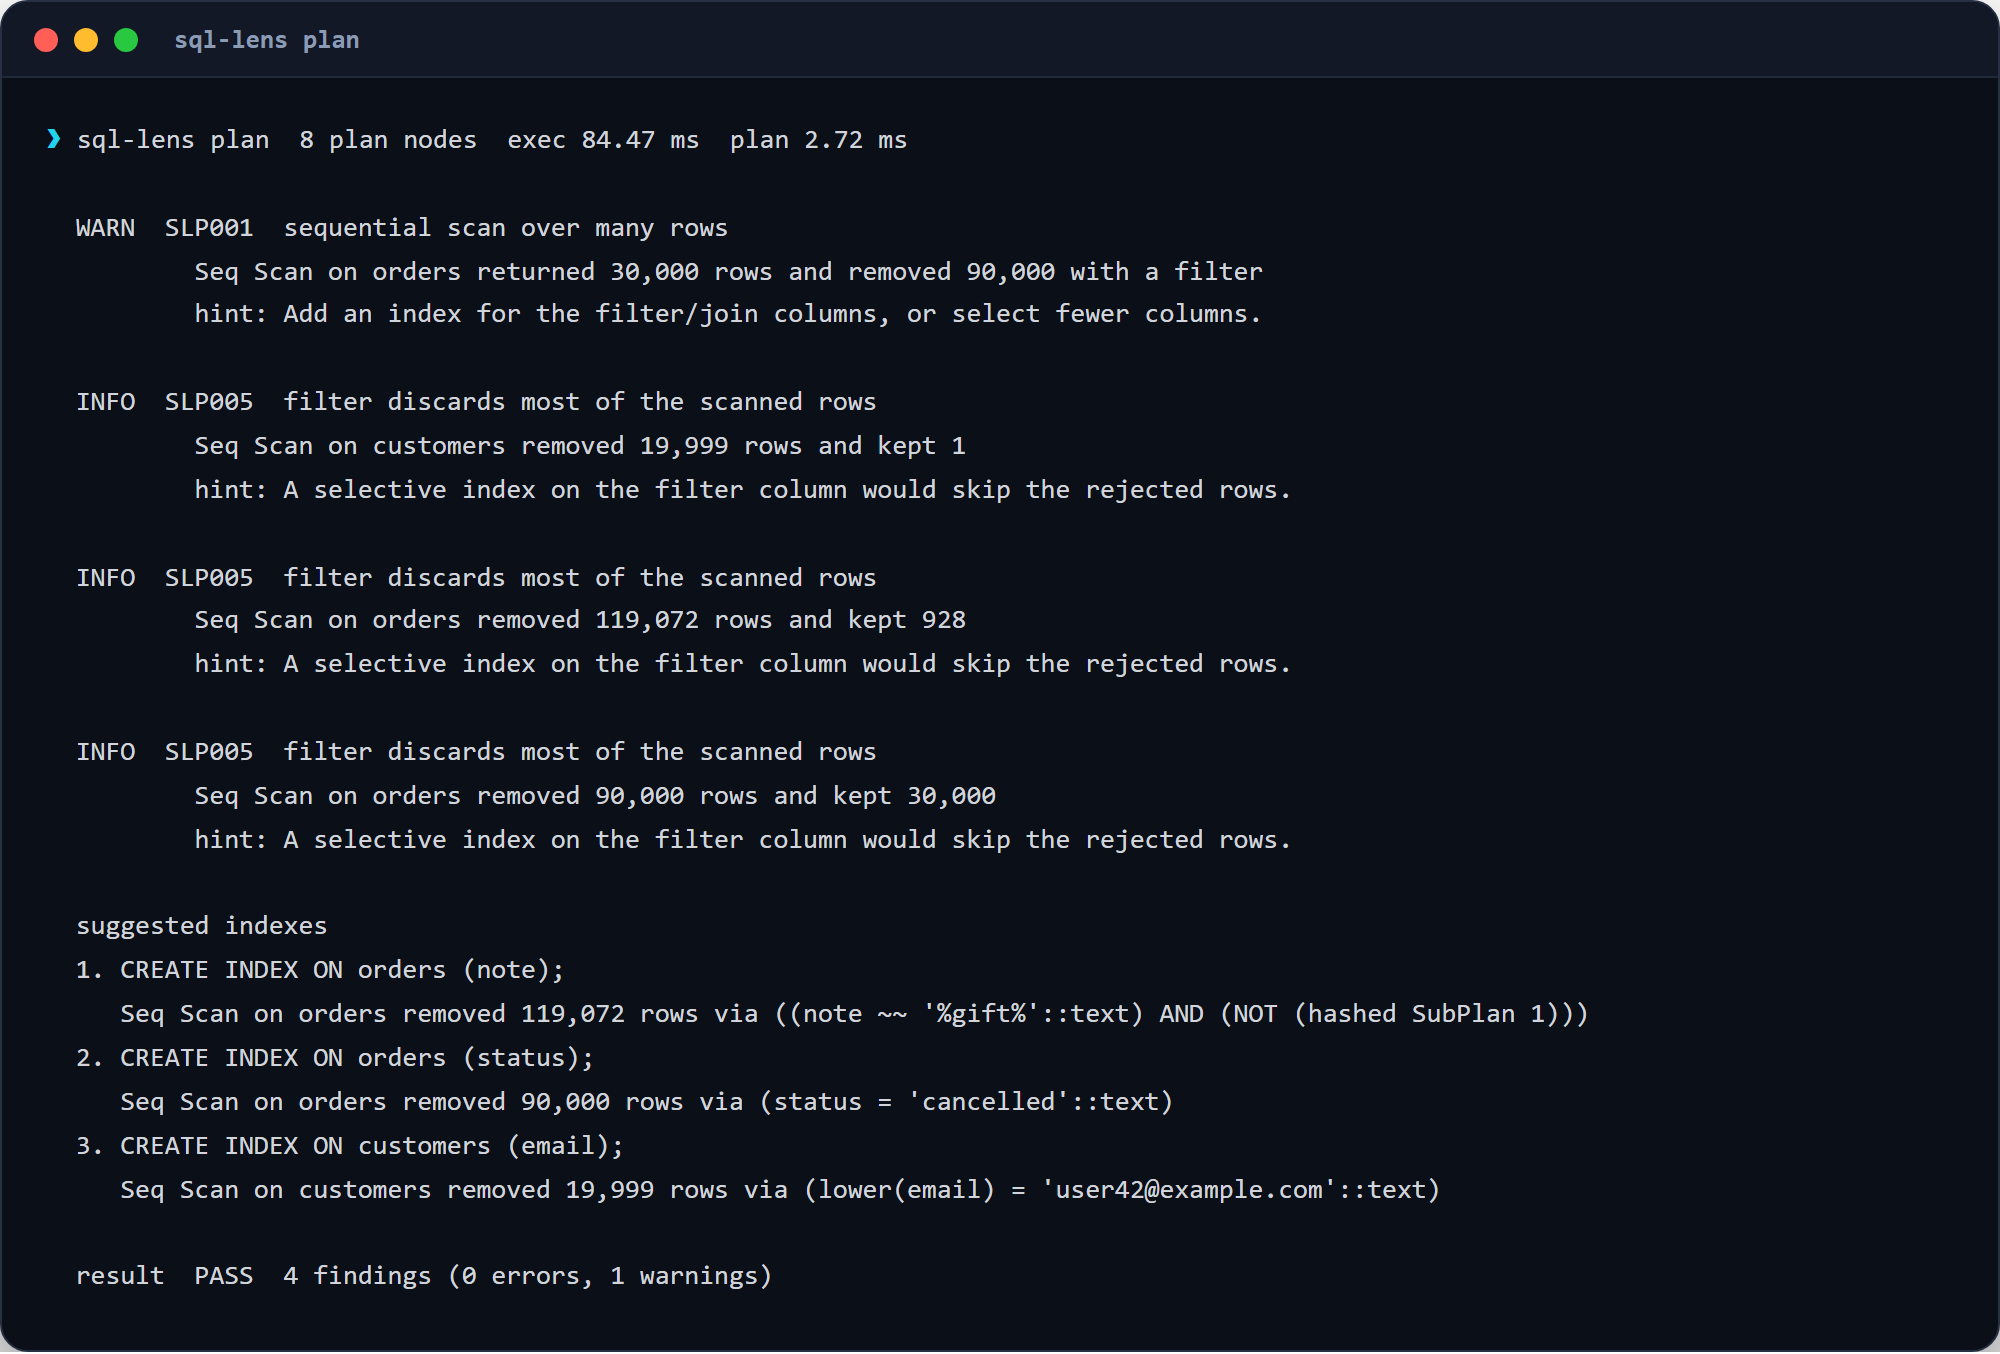 sql-lens plan
❯ sql-lens plan  8 plan nodes  exec 84.47 ms  plan 2.72 ms
WARN  SLP001  sequential scan over many rows
Seq Scan on orders returned 30,000 rows and removed 90,000 with a filter
hint: Add an index for the filter/join columns, or select fewer columns.
INFO  SLP005  filter discards most of the scanned rows
Seq Scan on customers removed 19,999 rows and kept 1
hint: A selective index on the filter column would skip the rejected rows.
INFO  SLP005  filter discards most of the scanned rows
Seq Scan on orders removed 119,072 rows and kept 928
hint: A selective index on the filter column would skip the rejected rows.
INFO  SLP005  filter discards most of the scanned rows
Seq Scan on orders removed 90,000 rows and kept 30,000
hint: A selective index on the filter column would skip the rejected rows.
suggested indexes
1. CREATE INDEX ON orders (note);
Seq Scan on orders removed 119,072 rows via ((note ~~ '%gift%'::text) AND (NOT (hashed SubPlan 1)))
2. CREATE INDEX ON orders (status);
Seq Scan on orders removed 90,000 rows via (status = 'cancelled'::text)
3. CREATE INDEX ON customers (email);
Seq Scan on customers removed 19,999 rows via (lower(email) = 'user42@example.com'::text)
result  PASS  4 findings (0 errors, 1 warnings)